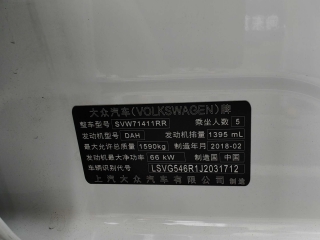 大众汽车(VOLKSWAGEN)牌
整车型号 SVW71411RR 乘坐人数 5
发动机型号 DAH 发动机排量 1395 mL
最大允许总质量 1590kg 制造年月 2018-02
发动机最大净功率 66 kW 制造国 中国
车辆识别代号 LSVG546R1J2031712
上汽大众汽车有限公司 制造